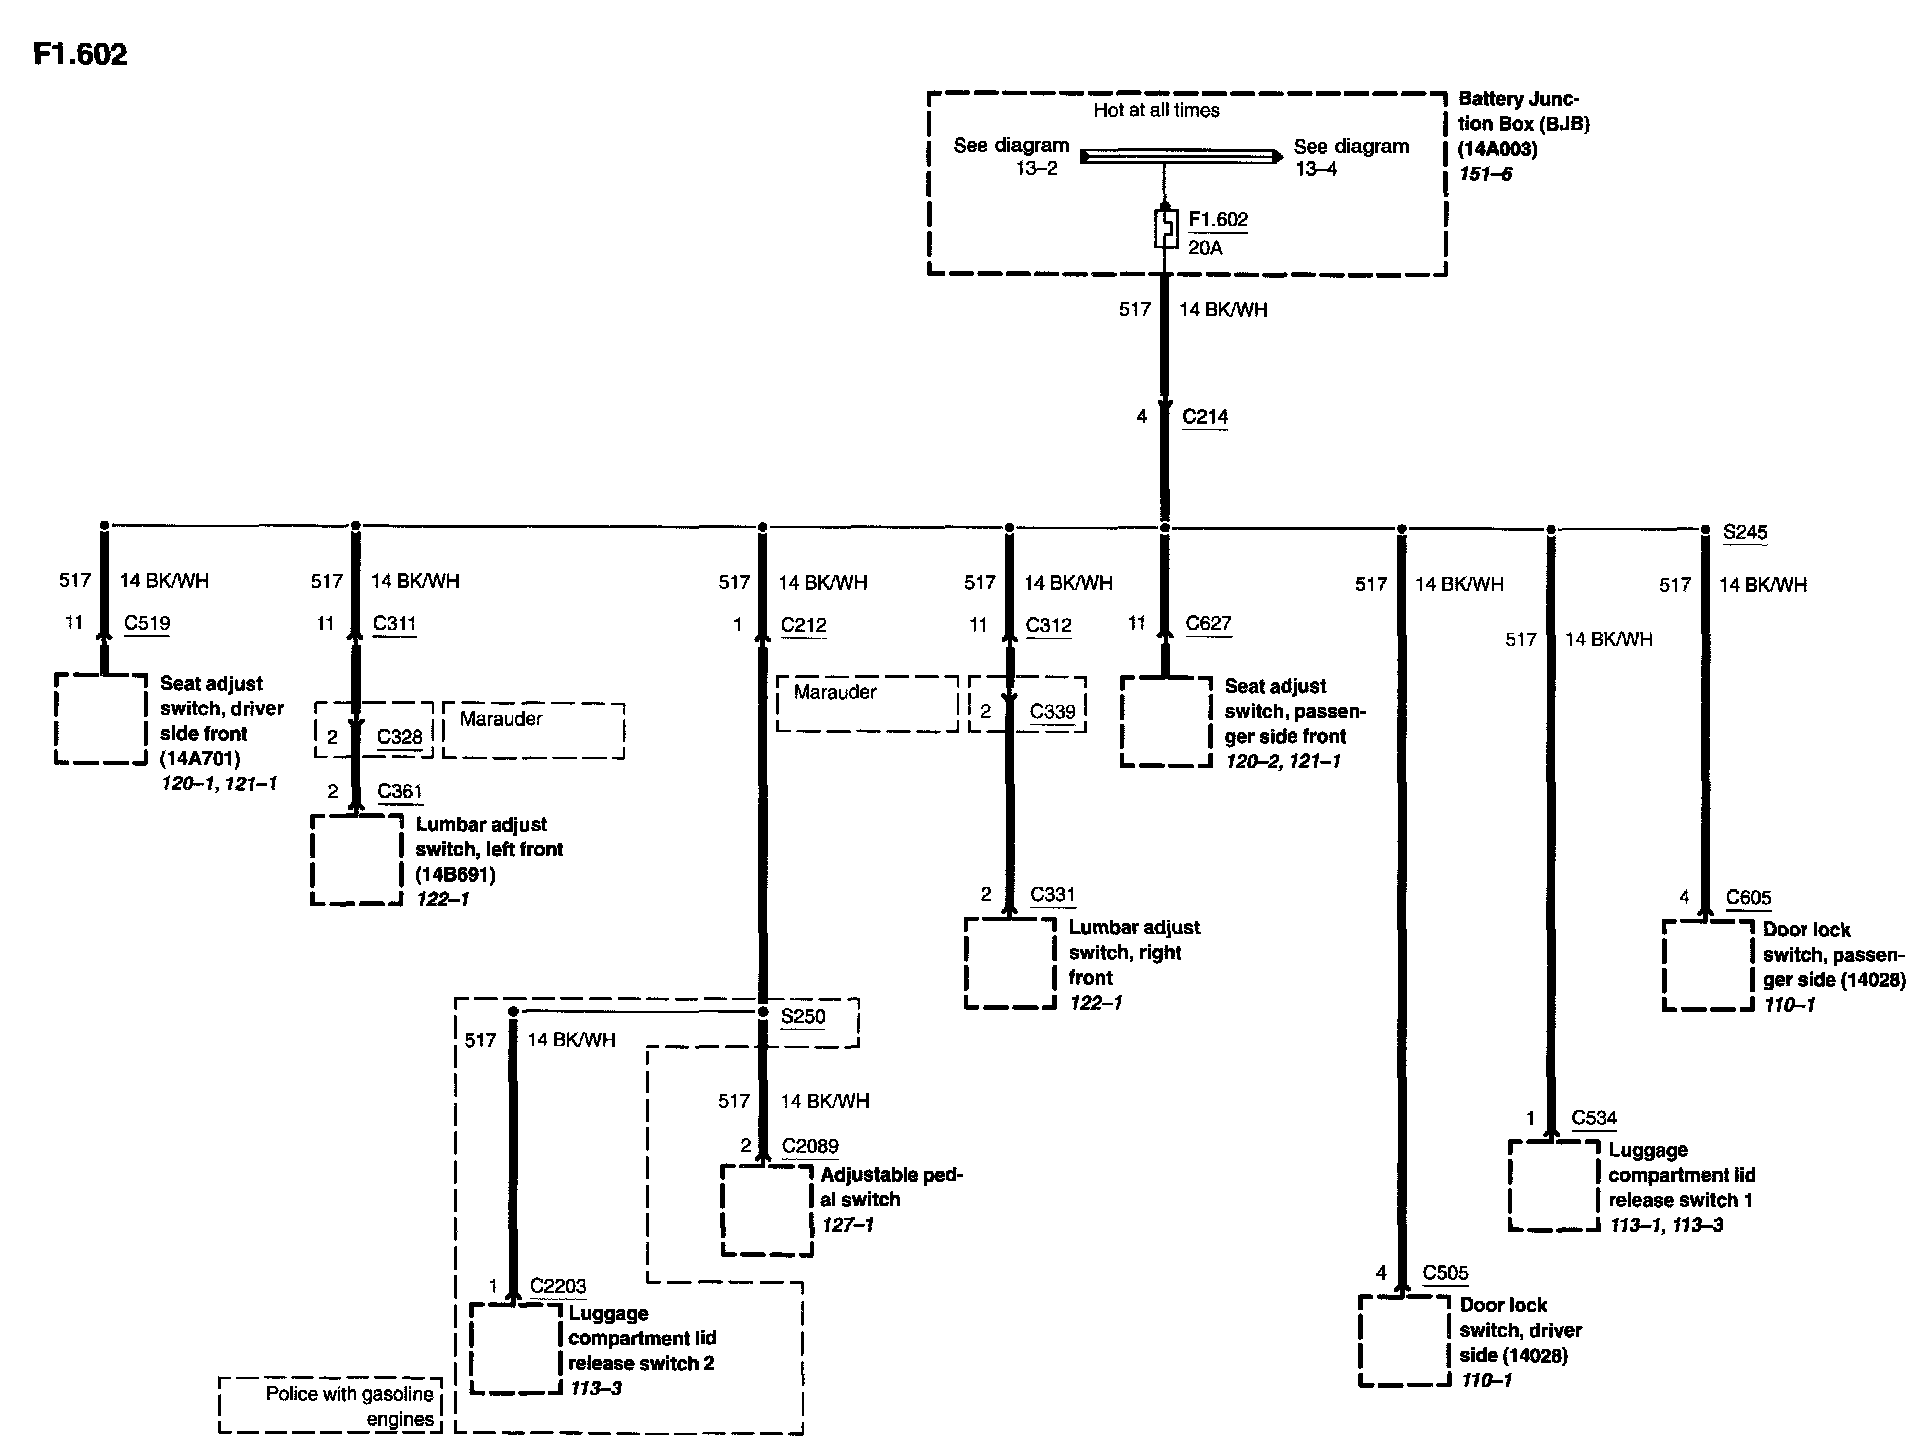 F1.602
Hot at all times
See diagram
13–2
See diagram
13–4
F1.602
20A
Battery Junc-
tion Box (BJB)
(14A003)
151–6
517 14 BK/WH
4 C214
S245
517 14 BK/WH
11 C519
Seat adjust
switch, driver
side front
(14A701)
120–1, 121–1
517 14 BK/WH
11 C311
2 C328
Marauder
2 C361
Lumbar adjust
switch, left front
(14B691)
122–1
517 14 BK/WH
1 C212
S250
517 14 BK/WH
517 14 BK/WH
2 C2089
Adjustable ped-
al switch
127–1
1 C2203
Luggage
compartment lid
release switch 2
113–3
Police with gasoline
engines
517 14 BK/WH
11 C312
Marauder
2 C339
2 C331
Lumbar adjust
switch, right
front
122–1
11 C627
Seat adjust
switch, passen-
ger side front
120–2, 121–1
517 14 BK/WH
4 C505
Door lock
switch, driver
side (14028)
110–1
517 14 BK/WH
1 C534
Luggage
compartment lid
release switch 1
113–1, 113–3
517 14 BK/WH
4 C605
Door lock
switch, passen-
ger side (14028)
110–1